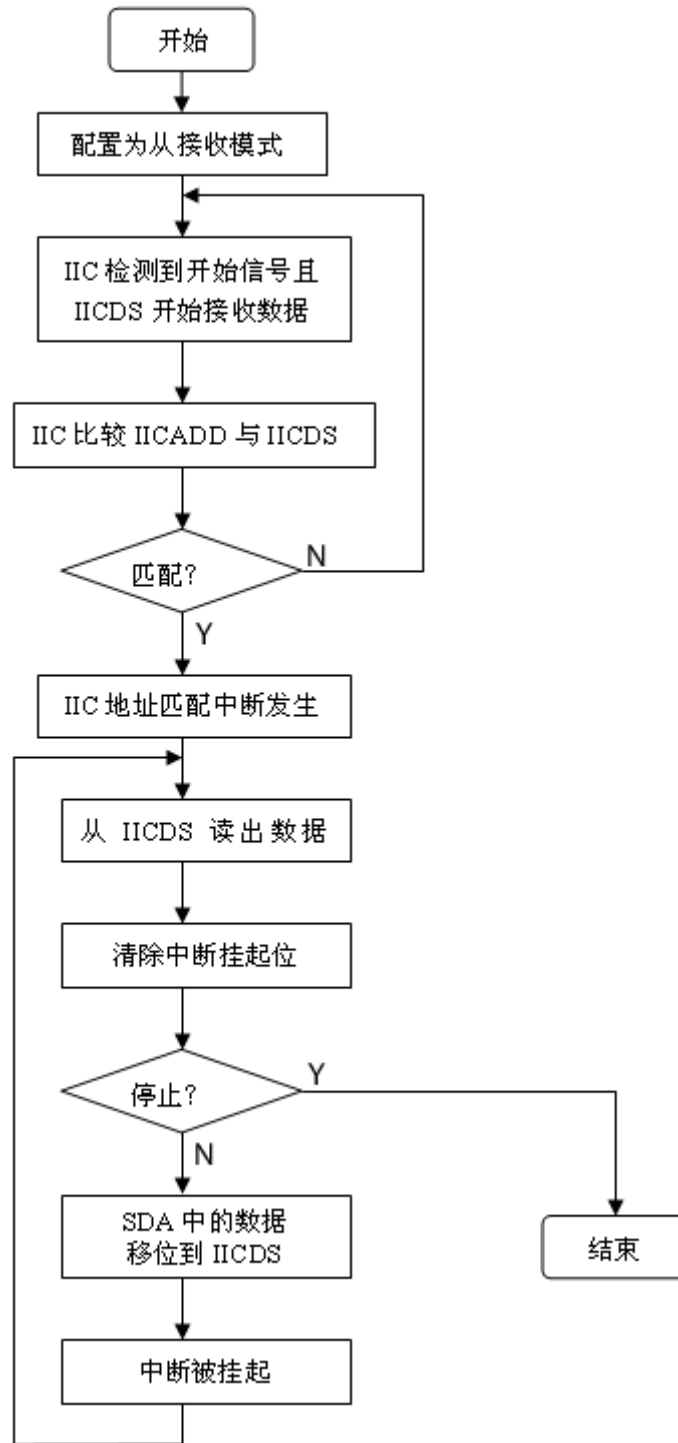 开始
配置为从接收模式
IIC 检测到开始信号且
IICDS 开始接收数据
IIC 比较 IICADD 与 IICDS
匹配?
N
Y
IIC 地址匹配中断发生
从 IICDS 读出数据
清除中断挂起位
停止?
Y
N
SDA 中的数据
移位到 IICDS
结束
中断被挂起